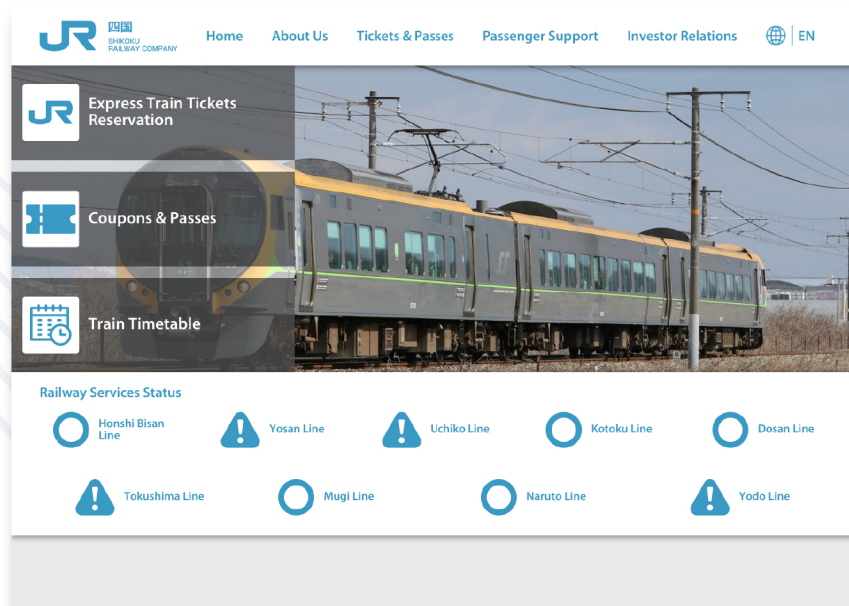 JR
四国
SHIKOKU
RAILWAY COMPANY
Home
About Us
Tickets & Passes
Passenger Support
Investor Relations
EN
JR
Express Train Tickets
Reservation
Coupons & Passes
Train Timetable
Railway Services Status
Honshi Bisan
Line
Yosan Line
Uchiko Line
Kotoku Line
Dosan Line
Tokushima Line
Mugi Line
Naruto Line
Yodo Line